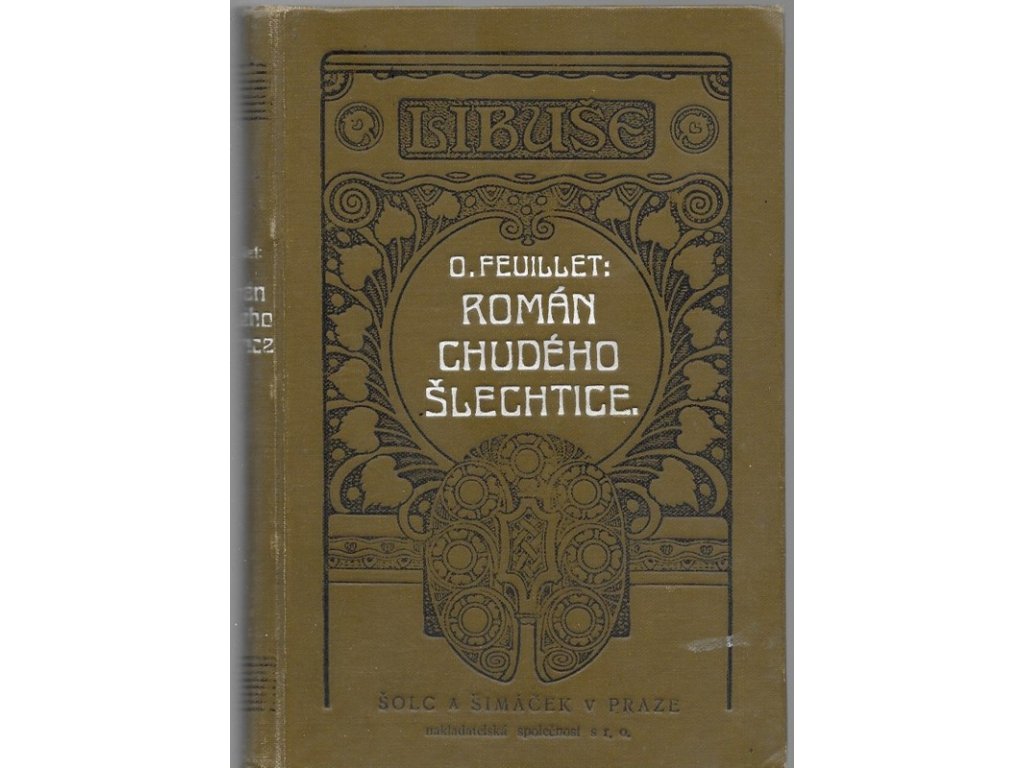 LIBUŠE
O. FEUILLET:
ROMÁN
CHUDÉHO
ŠLECHTICE.
ŠOLC A ŠIMÁČEK V PRAZE
nakladatelská společnost s r. o.